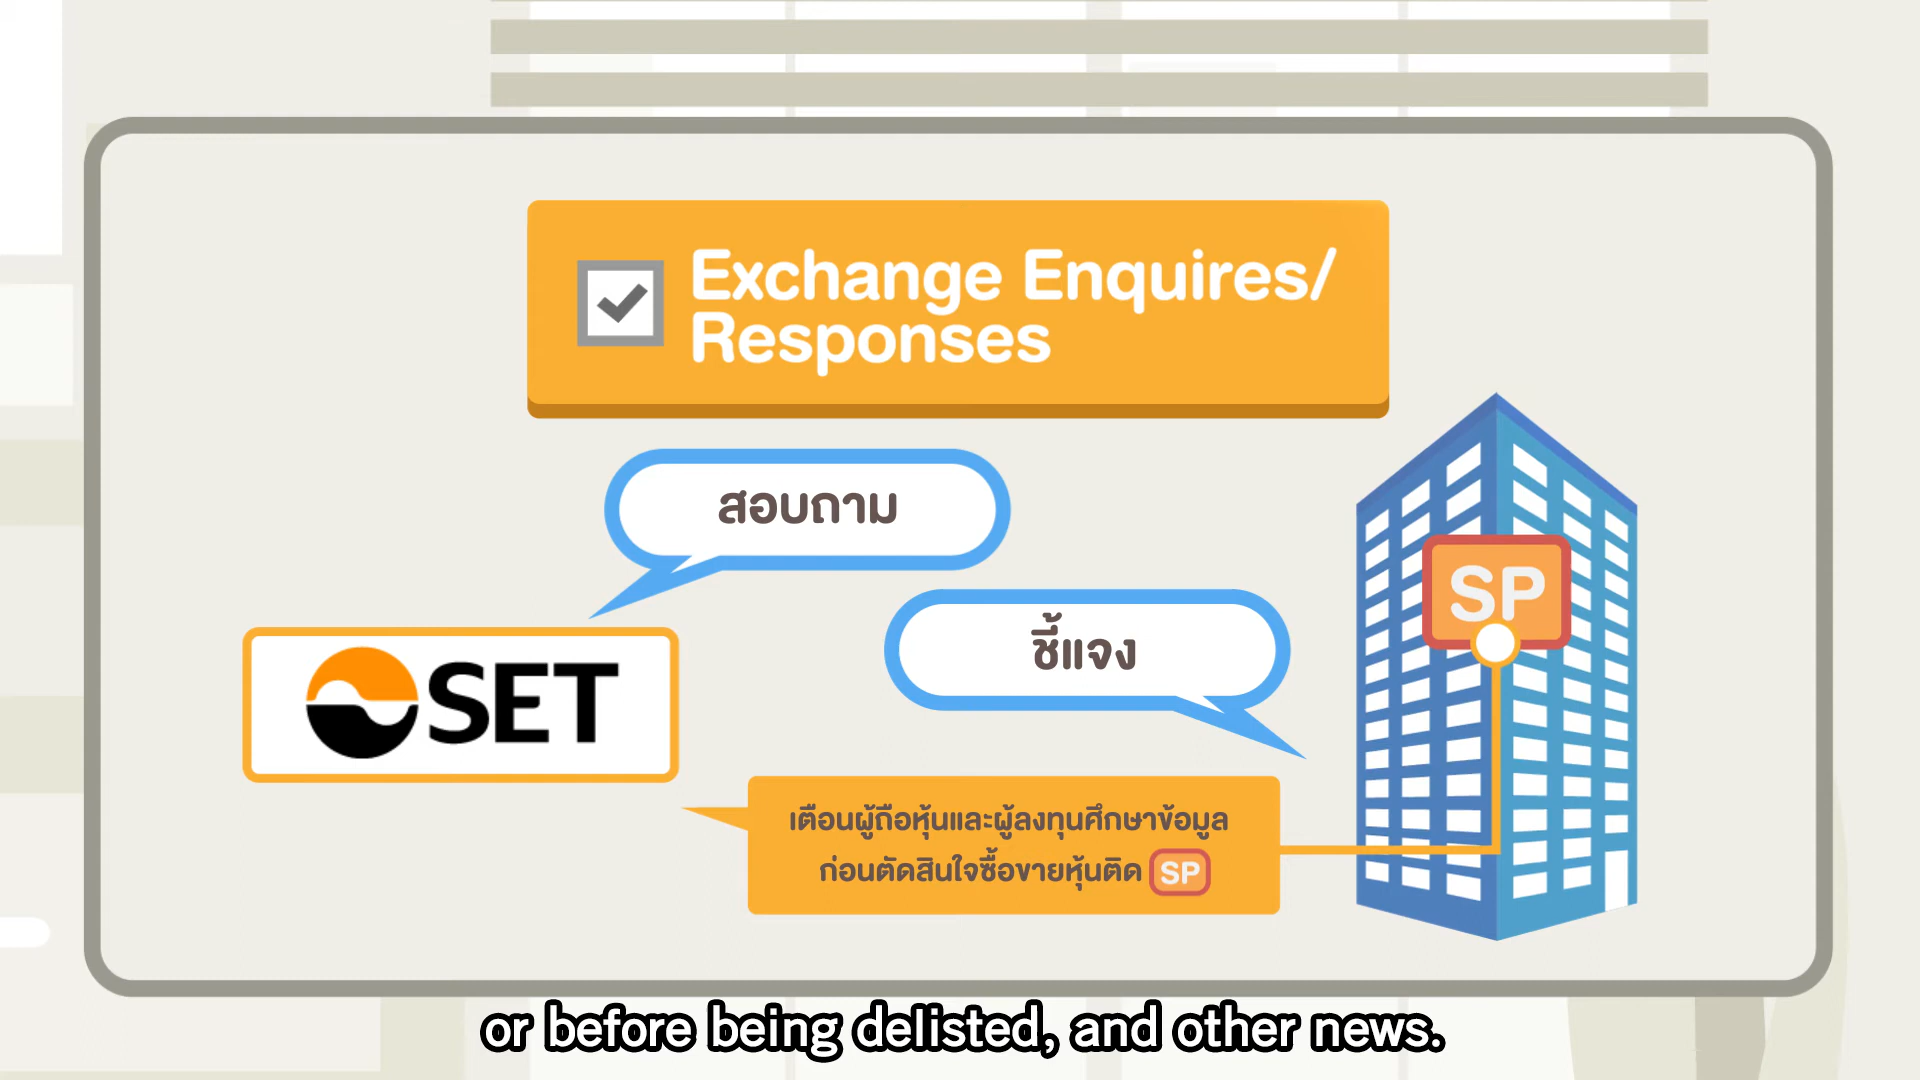 Exchange Enquires/
Responses
สอบถาม
SP
ชี้แจง
SET
เตือนผู้ถือหุ้นและผู้ลงทุนศึกษาข้อมูล
ก่อนตัดสินใจซื้อขายหุ้นติด SP
or before being delisted, and other news.